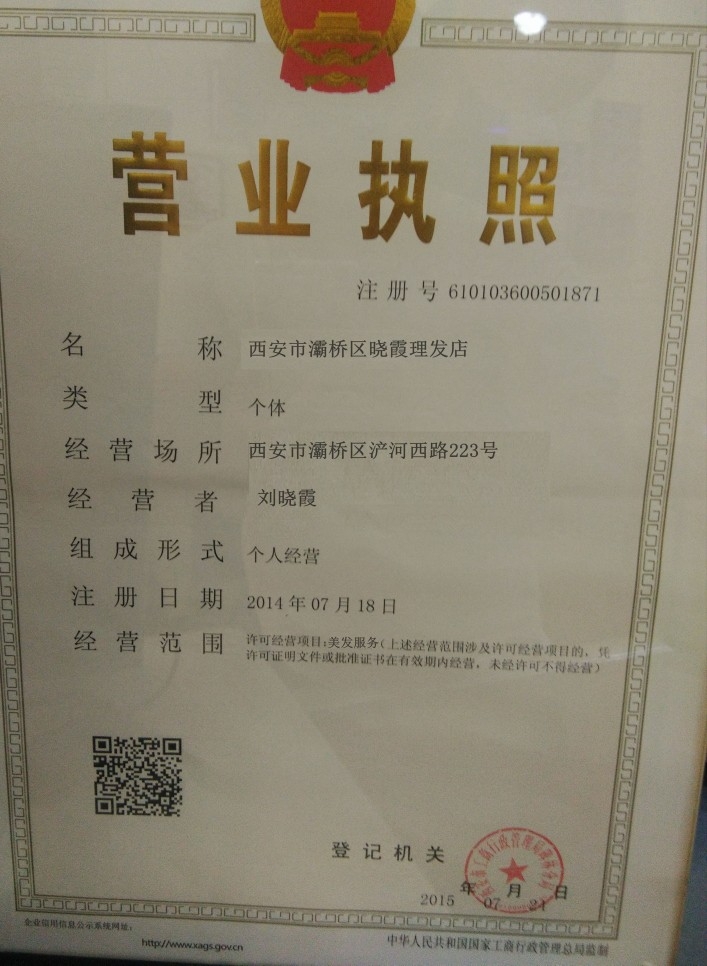 营业执照
注册号 610103600501871
名称 西安市灞桥区晓霞理发店
类型 个体
经营场所 西安市灞桥区浐河西路223号
经营者 刘晓霞
组成形式 个人经营
注册日期 2014年07月18日
经营范围 许可经营项目:美发服务(上述经营范围涉及许可经营项目的,凭
许可证明文件或批准证书在有效期内经营,未经许可不得经营)
登记机关
2015年07月21日
企业信用信息公示系统网址:
http://www.xags.gov.cn
中华人民共和国国家工商行政管理总局监制